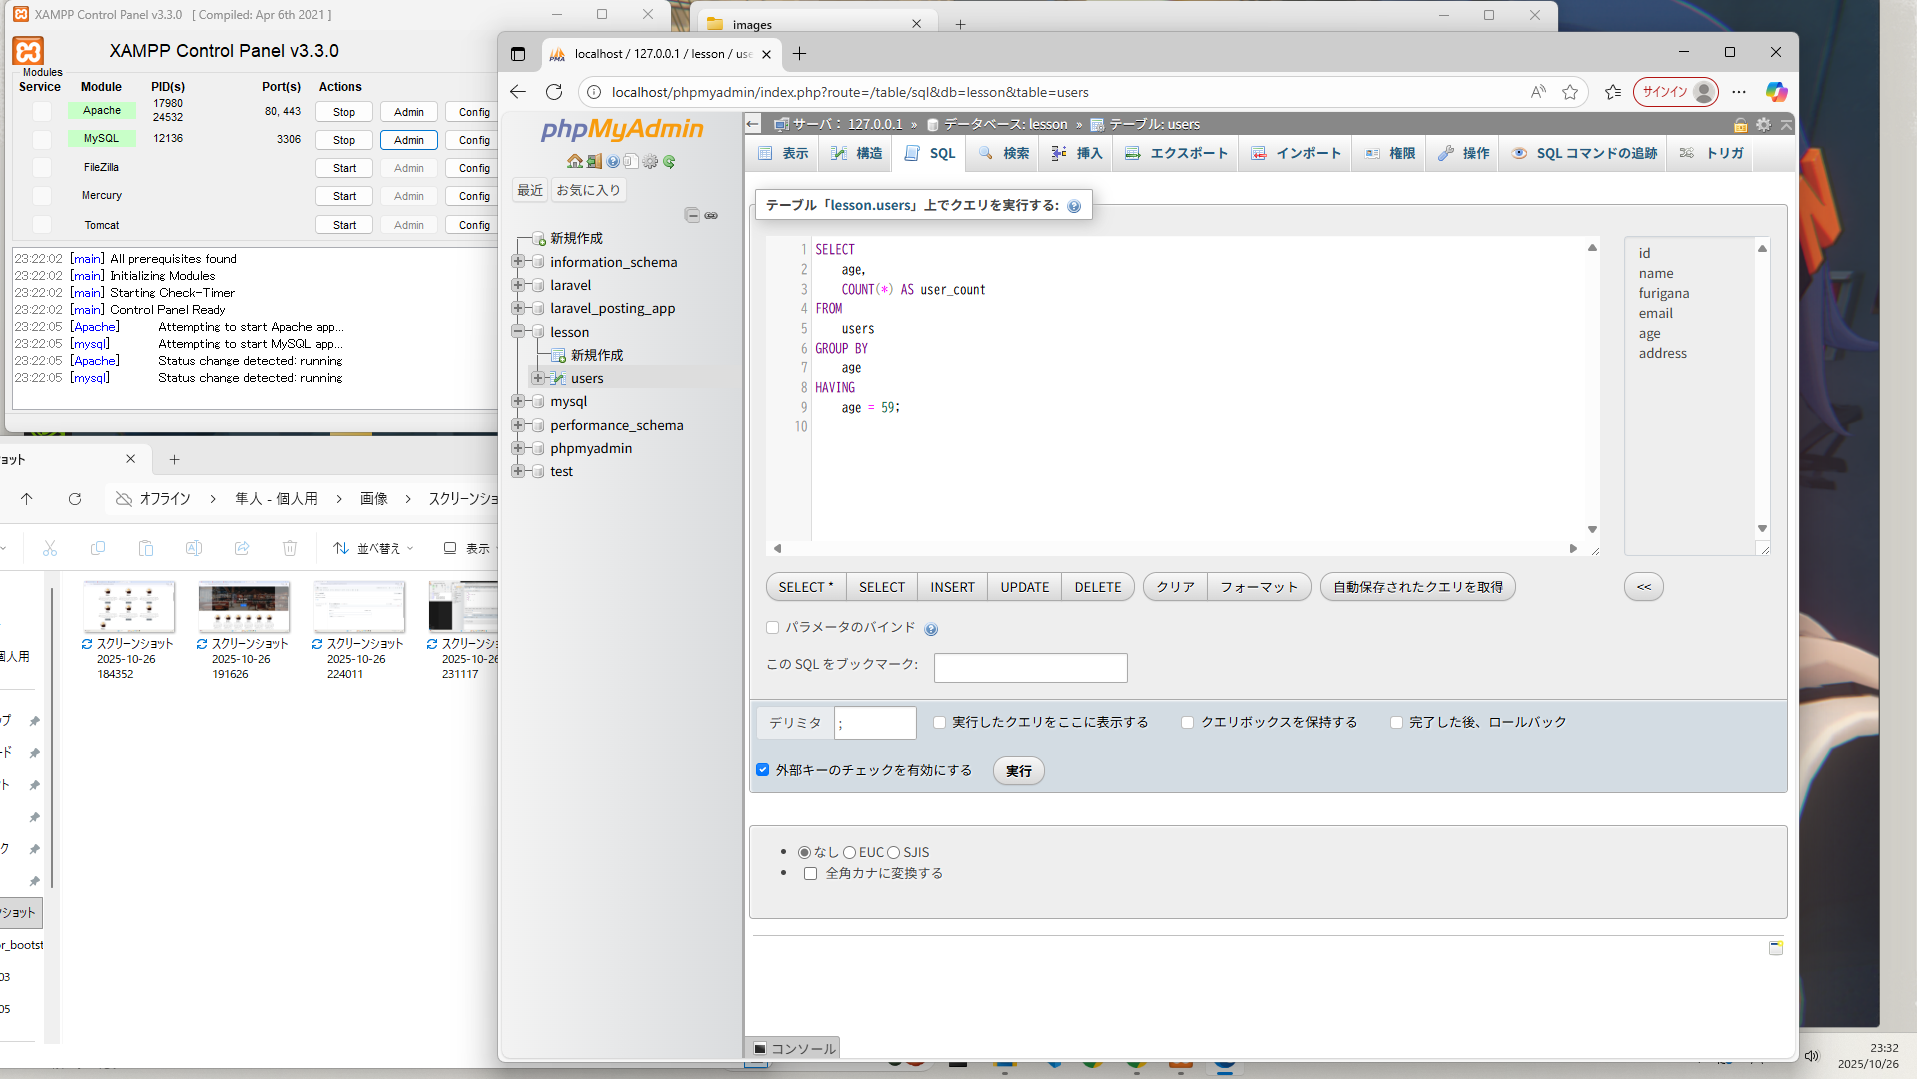 XAMPP Control Panel v3.3.0 [ Compiled: Apr 6th 2021 ]
XAMPP Control Panel v3.3.0
Modules
Service Module PID(s) Port(s) Actions
Apache 17980 24532 80, 443 Stop Admin Config
MySQL 12136 3306 Stop Admin Config
FileZilla Start Admin Config
Mercury Start Admin Config
Tomcat Start Admin Config
23:22:02 [main] All prerequisites found
23:22:02 [main] Initializing Modules
23:22:02 [main] Starting Check-Timer
23:22:02 [main] Control Panel Ready
23:22:05 [Apache] Attempting to start Apache app...
23:22:05 [mysql] Attempting to start MySQL app...
23:22:05 [Apache] Status change detected: running
23:22:05 [mysql] Status change detected: running
images
ョット
オフライン > 隼人 - 個人用 > 画像 > スクリーンショ
並べ替え 表示
スクリーンショット 2025-10-26 184352
スクリーンショット 2025-10-26 191626
スクリーンショット 2025-10-26 224011
スクリーンシ 2025-10-26 231117
個人用
ップ
ード
ト
ク
ンショット
or_bootst
03
05
localhost / 127.0.0.1 / lesson / use
localhost/phpmyadmin/index.php?route=/table/sql&db=lesson&table=users
サインイン
phpMyAdmin
最近 お気に入り
新規作成
information_schema
laravel
laravel_posting_app
lesson
新規作成
users
mysql
performance_schema
phpmyadmin
test
サーバ: 127.0.0.1 » データベース: lesson » テーブル: users
表示 構造 SQL 検索 挿入 エクスポート インポート 権限 操作 SQL コマンドの追跡 トリガ
テーブル「lesson.users」上でクエリを実行する:
1 SELECT
2 age,
3 COUNT(*) AS user_count
4 FROM
5 users
6 GROUP BY
7 age
8 HAVING
9 age = 59;
10
id
name
furigana
email
age
address
SELECT * SELECT INSERT UPDATE DELETE クリア フォーマット 自動保存されたクエリを取得 <<
パラメータのバインド
この SQL をブックマーク:
デリミタ ; 実行したクエリをここに表示する クエリボックスを保持する 完了した後、ロールバック
外部キーのチェックを有効にする 実行
なし EUC SJIS
全角カナに変換する
コンソール
23:32
2025/10/26